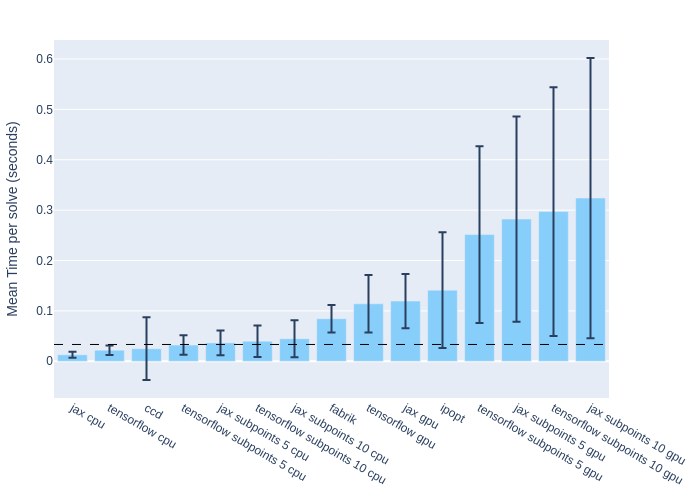 0.6
0.5
0.4
0.3
0.2
0.1
0
Mean Time per solve (seconds)
jax cpu
tensorflow cpu
ccd
tensorflow subpoints 5 cpu
jax subpoints 5 cpu
tensorflow subpoints 10 cpu
jax subpoints 10 cpu
fabrik
tensorflow gpu
jax gpu
ipopt
tensorflow subpoints 5 gpu
jax subpoints 5 gpu
tensorflow subpoints 10 gpu
jax subpoints 10 gpu